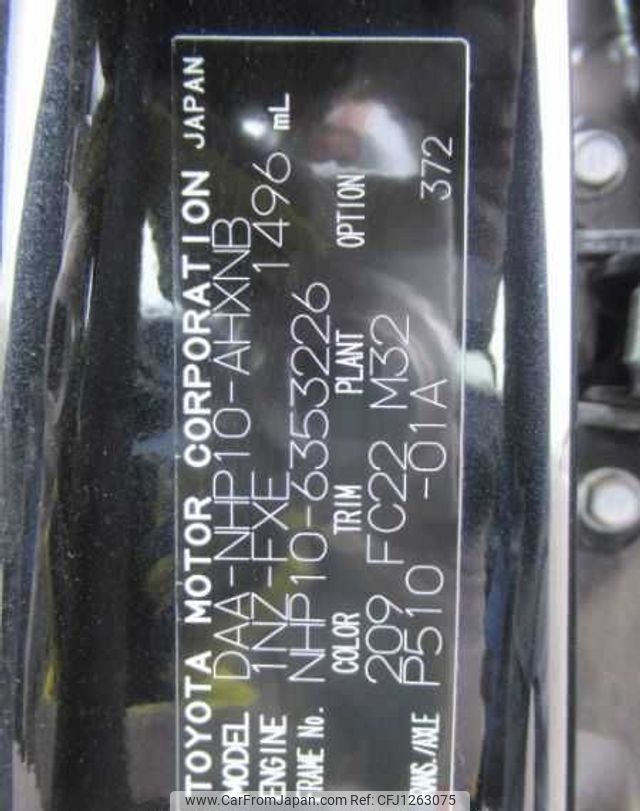 TOYOTA MOTOR CORPORATION JAPAN
MODEL DAA-NHP10-AHXNB
ENGINE 1NZ-FXE 1496 mL
FRAME No. NHP10-6353226
COLOR TRIM PLANT OPTION
209 FC22 M32 372
TRANS./AXLE P510 -01A
www.CarFromJapan.com CFJ1263075